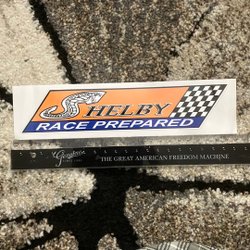 SHELBY
RACE PREPARED
THE GREAT AMERICAN FREEDOM MACHINE